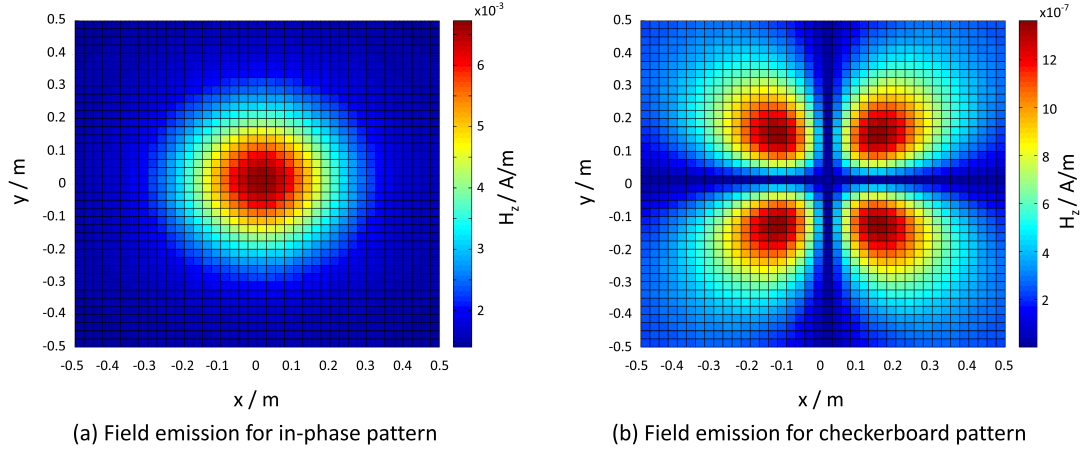 x10⁻³
0.5
0.4
0.3
0.2
0.1
0
-0.1
-0.2
-0.3
-0.4
-0.5
y / m
-0.5 -0.4 -0.3 -0.2 -0.1 0 0.1 0.2 0.3 0.4 0.5
x / m
6
5
4
3
2
H_z / A/m
(a) Field emission for in-phase pattern
x10⁻⁷
0.5
0.4
0.3
0.2
0.1
0
-0.1
-0.2
-0.3
-0.4
-0.5
y / m
-0.5 -0.4 -0.3 -0.2 -0.1 0 0.1 0.2 0.3 0.4 0.5
x / m
12
10
8
6
4
2
H_z / A/m
(b) Field emission for checkerboard pattern